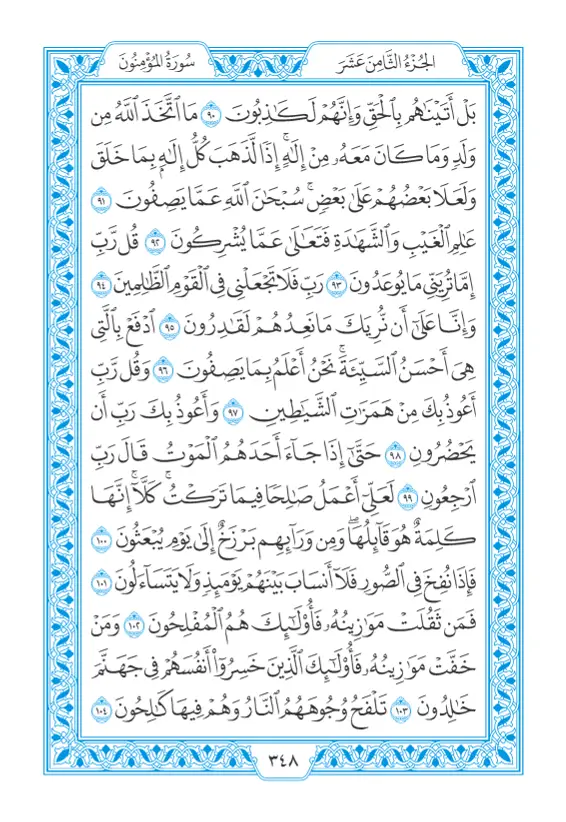 الجُزْءُ الثَّامِنَ عَشَرَ
سُورَةُ المُؤْمِنُونَ
بَلْ أَتَيْنَٰهُم بِٱلْحَقِّ وَإِنَّهُمْ لَكَٰذِبُونَ ٩٠ مَا ٱتَّخَذَ ٱللَّهُ مِن
وَلَدٍ وَمَا كَانَ مَعَهُۥ مِنْ إِلَٰهٍ ۚ إِذًا لَّذَهَبَ كُلُّ إِلَٰهٍۭ بِمَا خَلَقَ
وَلَعَلَا بَعْضُهُمْ عَلَىٰ بَعْضٍ ۚ سُبْحَٰنَ ٱللَّهِ عَمَّا يَصِفُونَ ٩١
عَٰلِمِ ٱلْغَيْبِ وَٱلشَّهَٰدَةِ فَتَعَٰلَىٰ عَمَّا يُشْرِكُونَ ٩٢ قُل رَّبِّ
إِمَّا تُرِيَنِّى مَا يُوعَدُونَ ٩٣ رَبِّ فَلَا تَجْعَلْنِى فِى ٱلْقَوْمِ ٱلظَّٰلِمِينَ ٩٤
وَإِنَّا عَلَىٰٓ أَن نُّرِيَكَ مَا نَعِدُهُمْ لَقَٰدِرُونَ ٩٥ ٱدْفَعْ بِٱلَّتِى
هِىَ أَحْسَنُ ٱلسَّيِّئَةَ ۚ نَحْنُ أَعْلَمُ بِمَا يَصِفُونَ ٩٦ وَقُل رَّبِّ
أَعُوذُ بِكَ مِنْ هَمَزَٰتِ ٱلشَّيَٰطِينِ ٩٧ وَأَعُوذُ بِكَ رَبِّ أَن
يَحْضُرُونِ ٩٨ حَتَّىٰٓ إِذَا جَآءَ أَحَدَهُمُ ٱلْمَوْتُ قَالَ رَبِّ
ٱرْجِعُونِ ٩٩ لَعَلِّىٓ أَعْمَلُ صَٰلِحًا فِيمَا تَرَكْتُ ۚ كَلَّآ ۚ إِنَّهَا
كَلِمَةٌ هُوَ قَآئِلُهَا ۖ وَمِن وَرَآئِهِم بَرْزَخٌ إِلَىٰ يَوْمِ يُبْعَثُونَ ١٠٠
فَإِذَا نُفِخَ فِى ٱلصُّورِ فَلَآ أَنسَابَ بَيْنَهُمْ يَوْمَئِذٍ وَلَا يَتَسَآءَلُونَ ١٠١
فَمَن ثَقُلَتْ مَوَٰزِينُهُۥ فَأُو۟لَٰٓئِكَ هُمُ ٱلْمُفْلِحُونَ ١٠٢ وَمَنْ
خَفَّتْ مَوَٰزِينُهُۥ فَأُو۟لَٰٓئِكَ ٱلَّذِينَ خَسِرُوٓا۟ أَنفُسَهُمْ فِى جَهَنَّمَ
خَٰلِدُونَ ١٠٣ تَلْفَحُ وُجُوهَهُمُ ٱلنَّارُ وَهُمْ فِيهَا كَٰلِحُونَ ١٠٤
٣٤٨